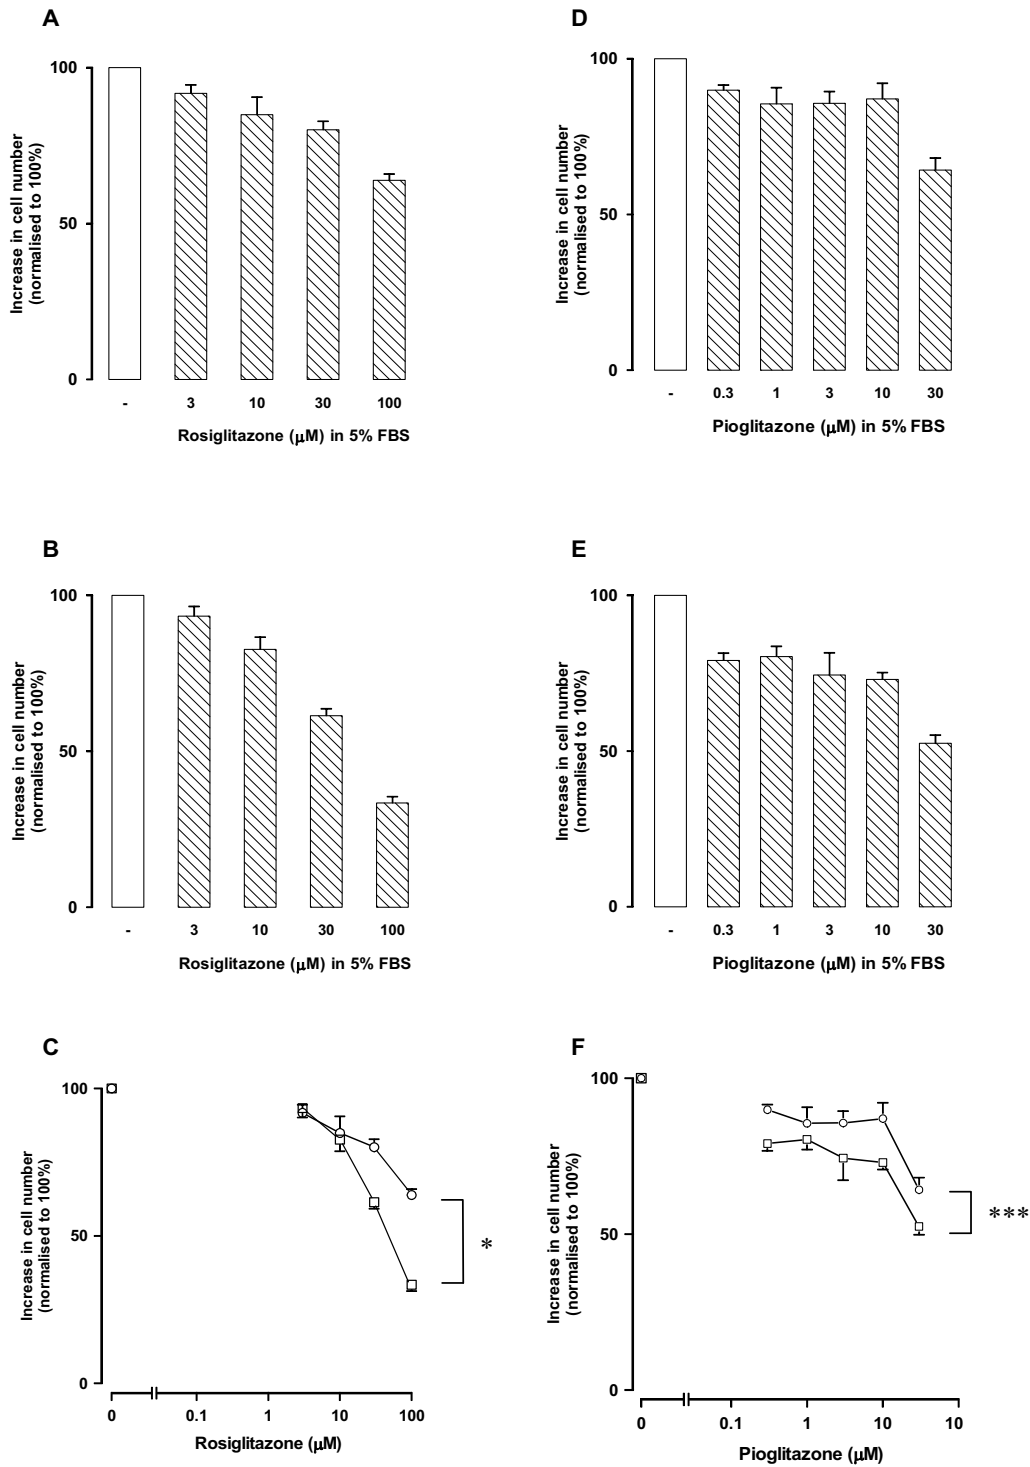 A
Increase in cell number
(normalised to 100%)
100
50
0
- 3 10 30 100
Rosiglitazone (µM) in 5% FBS
D
Increase in cell number
(normalised to 100%)
100
50
0
- 0.3 1 3 10 30
Pioglitazone (µM) in 5% FBS
B
Increase in cell number
(normalised to 100%)
100
50
0
- 3 10 30 100
Rosiglitazone (µM) in 5% FBS
E
Increase in cell number
(normalised to 100%)
100
50
0
- 0.3 1 3 10 30
Pioglitazone (µM) in 5% FBS
C
Increase in cell number
(normalised to 100%)
100
50
0
*
0 0.1 1 10 100
Rosiglitazone (µM)
F
Increase in cell number
(normalised to 100%)
100
50
0
***
0 0.1 1 10 10
Pioglitazone (µM)